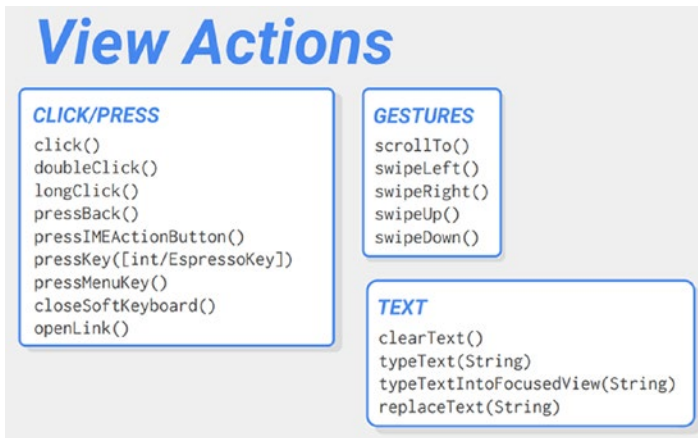 View Actions
CLICK/PRESS
click()
doubleClick()
longClick()
pressBack()
pressIMEActionButton()
pressKey([int/EspressoKey])
pressMenuKey()
closeSoftKeyboard()
openLink()
GESTURES
scrollTo()
swipeLeft()
swipeRight()
swipeUp()
swipeDown()
TEXT
clearText()
typeText(String)
typeTextIntoFocusedView(String)
replaceText(String)